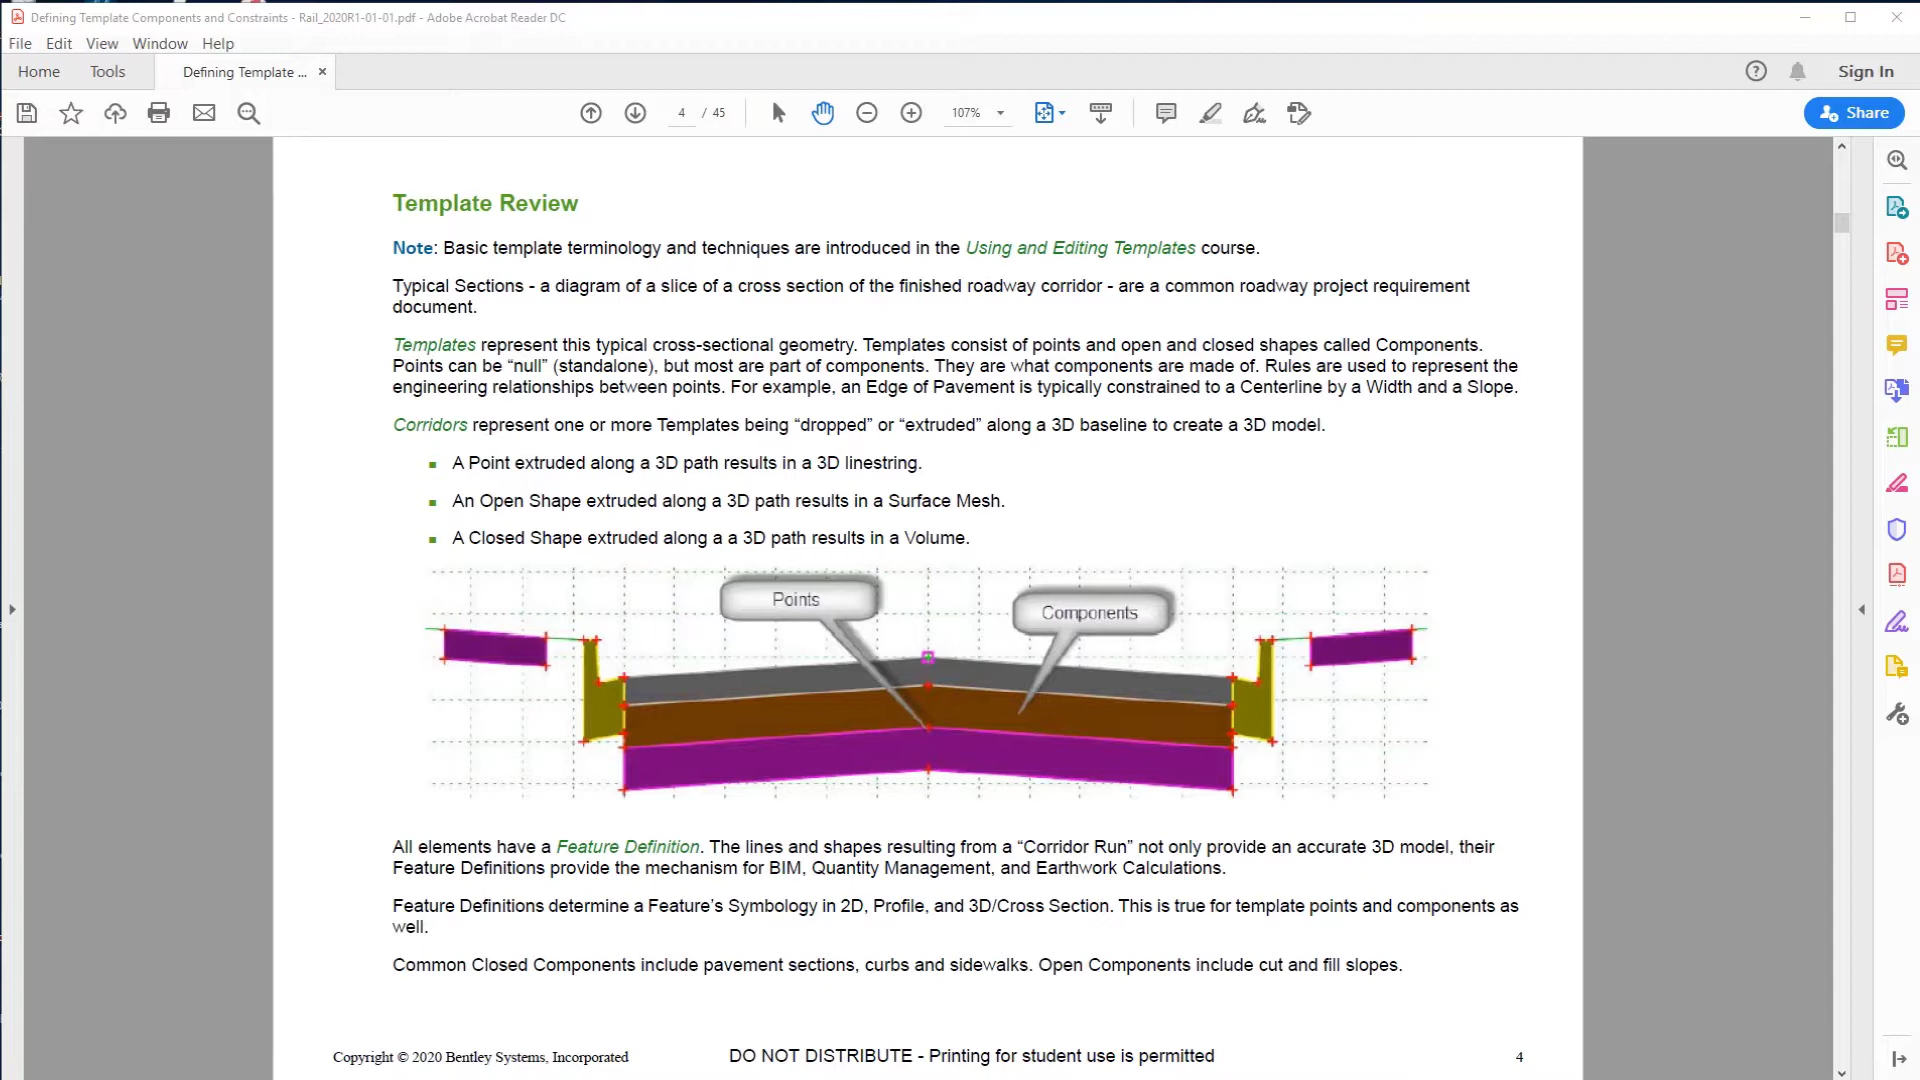 Defining Template Components and Constraints - Rail_2020R1-01-01.pdf - Adobe Acrobat Reader DC
File Edit View Window Help
Home Tools Defining Template ... × Sign In
4 / 45 107% Share
Template Review
Note: Basic template terminology and techniques are introduced in the Using and Editing Templates course.
Typical Sections - a diagram of a slice of a cross section of the finished roadway corridor - are a common roadway project requirement
document.
Templates represent this typical cross-sectional geometry. Templates consist of points and open and closed shapes called Components.
Points can be “null” (standalone), but most are part of components. They are what components are made of. Rules are used to represent the
engineering relationships between points. For example, an Edge of Pavement is typically constrained to a Centerline by a Width and a Slope.
Corridors represent one or more Templates being “dropped” or “extruded” along a 3D baseline to create a 3D model.
▪ A Point extruded along a 3D path results in a 3D linestring.
▪ An Open Shape extruded along a 3D path results in a Surface Mesh.
▪ A Closed Shape extruded along a a 3D path results in a Volume.
Points
Components
All elements have a Feature Definition. The lines and shapes resulting from a “Corridor Run” not only provide an accurate 3D model, their
Feature Definitions provide the mechanism for BIM, Quantity Management, and Earthwork Calculations.
Feature Definitions determine a Feature’s Symbology in 2D, Profile, and 3D/Cross Section. This is true for template points and components as
well.
Common Closed Components include pavement sections, curbs and sidewalks. Open Components include cut and fill slopes.
Copyright © 2020 Bentley Systems, Incorporated DO NOT DISTRIBUTE - Printing for student use is permitted 4